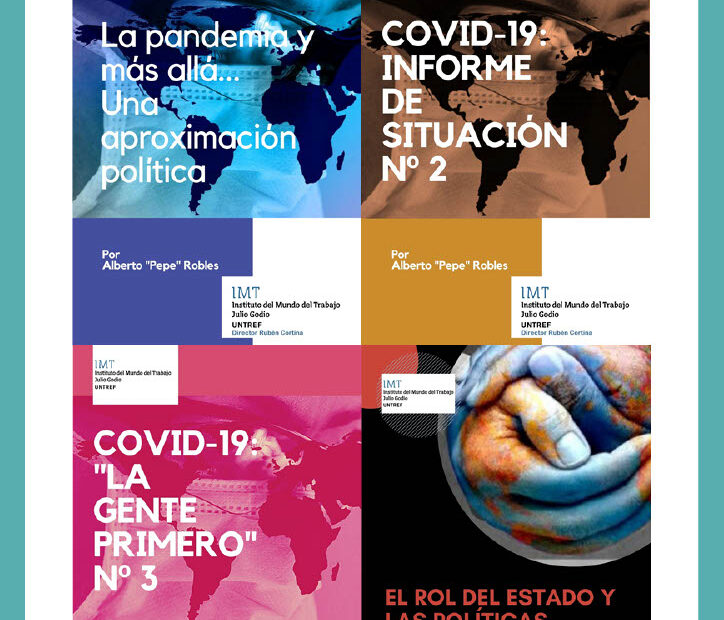 La pandemia y
más allá...
Una
aproximación
política
Por
Alberto "Pepe" Robles
IMT
Instituto del Mundo del Trabajo
Julio Godio
UNTREF
Director Rubén Cortina
COVID-19:
INFORME
DE
SITUACIÓN
Nº 2
Por
Alberto "Pepe" Robles
IMT
Instituto del Mundo del Trabajo
Julio Godio
UNTREF
Director Rubén Cortina
IMT
Instituto del Mundo del Trabajo
Julio Godio
UNTREF
COVID-19:
"LA
GENTE
PRIMERO"
Nº 3
IMT
Instituto del Mundo del Trabajo
Julio Godio
UNTREF
EL ROL DEL ESTADO Y
LAS POLÍTICAS